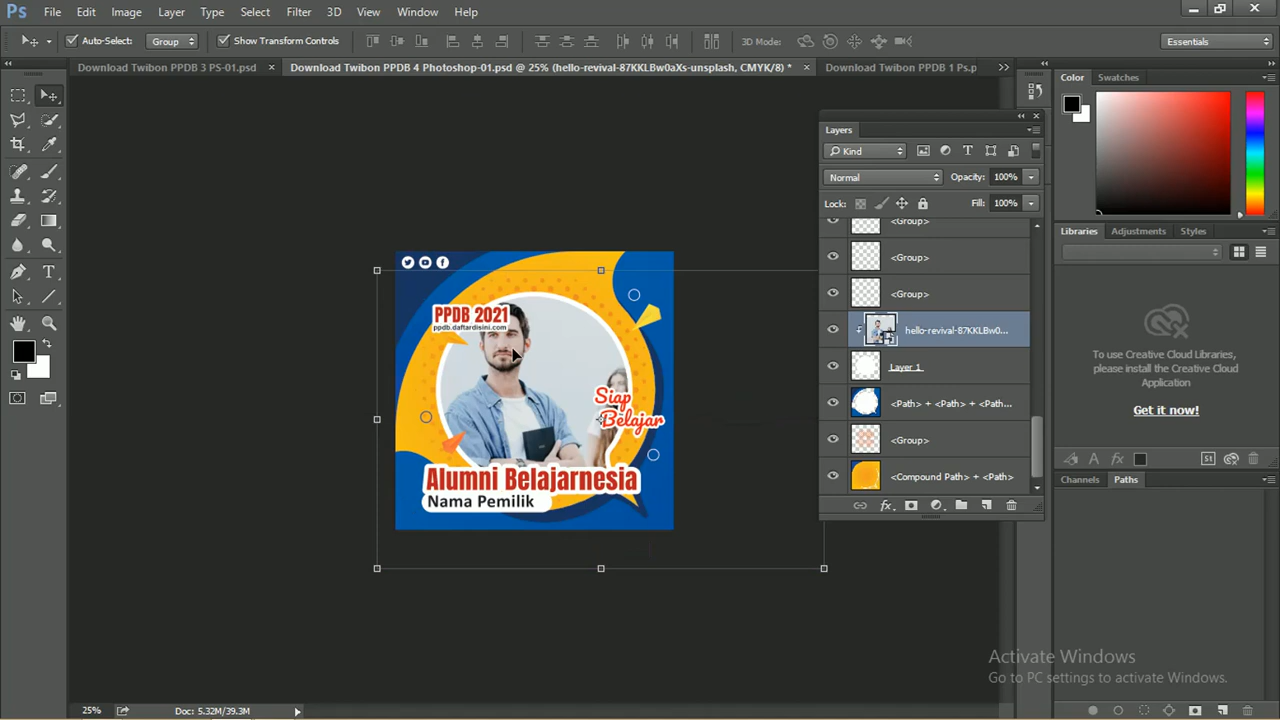 Ps File Edit Image Layer Type Select Filter 3D View Window Help
Auto-Select: Group Show Transform Controls 3D Mode: Essentials
Download Twibon PPDB 3 PS-01.psd × Download Twibon PPDB 4 Photoshop-01.psd @ 25% (hello-revival-87KKLBw0aXs-unsplash, CMYK/8) * × Download Twibon PPDB 1 Ps.p
Color Swatches
Layers
Kind
Normal Opacity: 100%
Lock: Fill: 100%
<Group>
<Group>
<Group>
hello-revival-87KKLBw0...
Layer 1
<Path> + <Path> + <Path...
<Group>
<Compound Path> + <Path>
Libraries Adjustments Styles
To use Creative Cloud Libraries,
please install the Creative Cloud
Application
Get it now!
St
Channels Paths
PPDB 2021
ppdb.daftardisini.com
Siap
Belajar
Alumni Belajarnesia
Nama Pemilik
Activate Windows
Go to PC settings to activate Windows.
25% Doc: 5.32M/39.3M